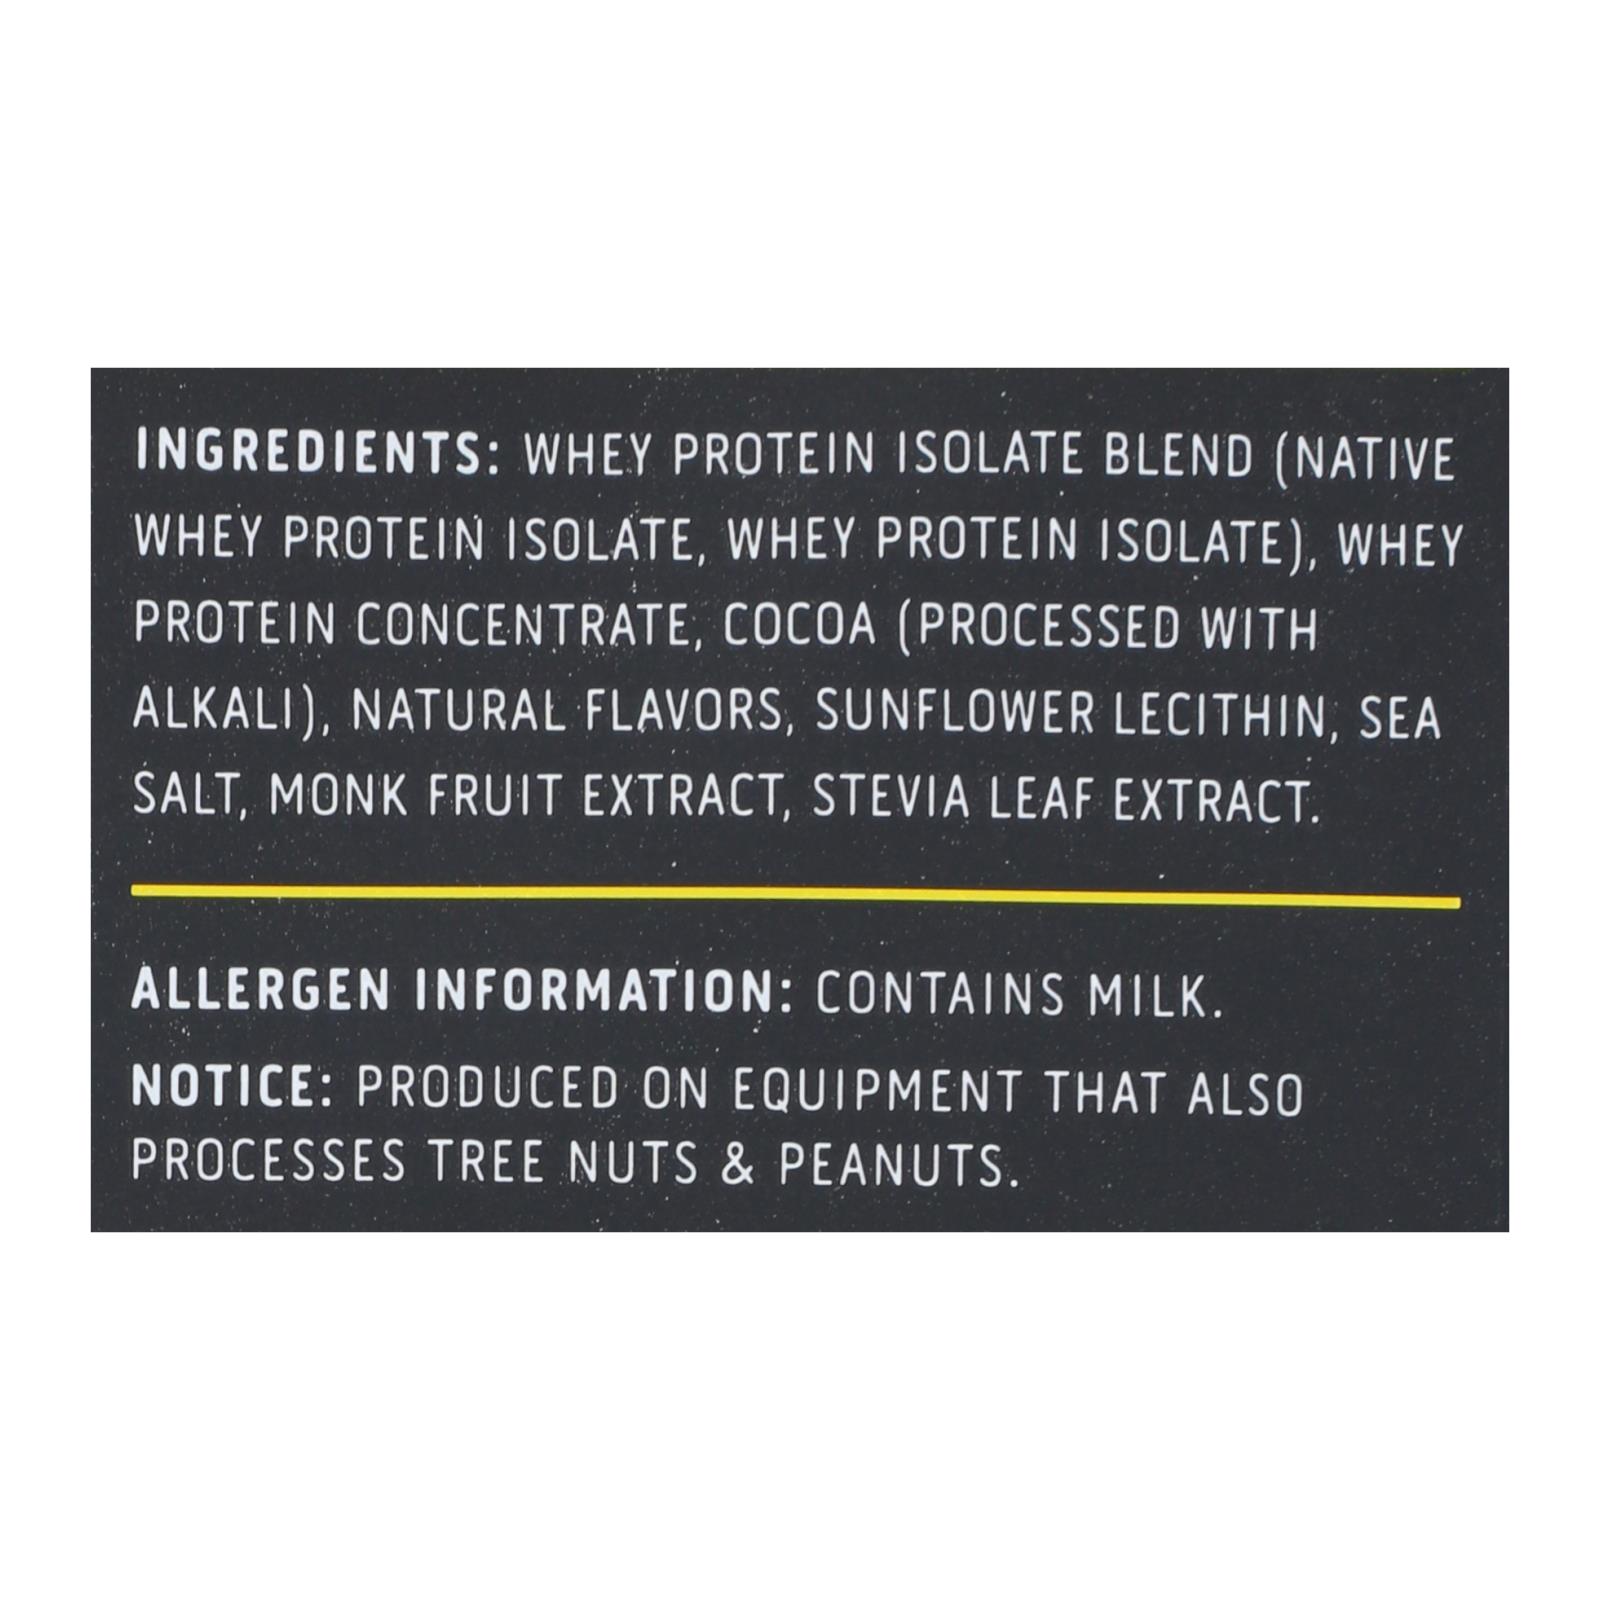 INGREDIENTS: WHEY PROTEIN ISOLATE BLEND (NATIVE
WHEY PROTEIN ISOLATE, WHEY PROTEIN ISOLATE), WHEY
PROTEIN CONCENTRATE, COCOA (PROCESSED WITH
ALKALI), NATURAL FLAVORS, SUNFLOWER LECITHIN, SEA
SALT, MONK FRUIT EXTRACT, STEVIA LEAF EXTRACT.
ALLERGEN INFORMATION: CONTAINS MILK.
NOTICE: PRODUCED ON EQUIPMENT THAT ALSO
PROCESSES TREE NUTS & PEANUTS.